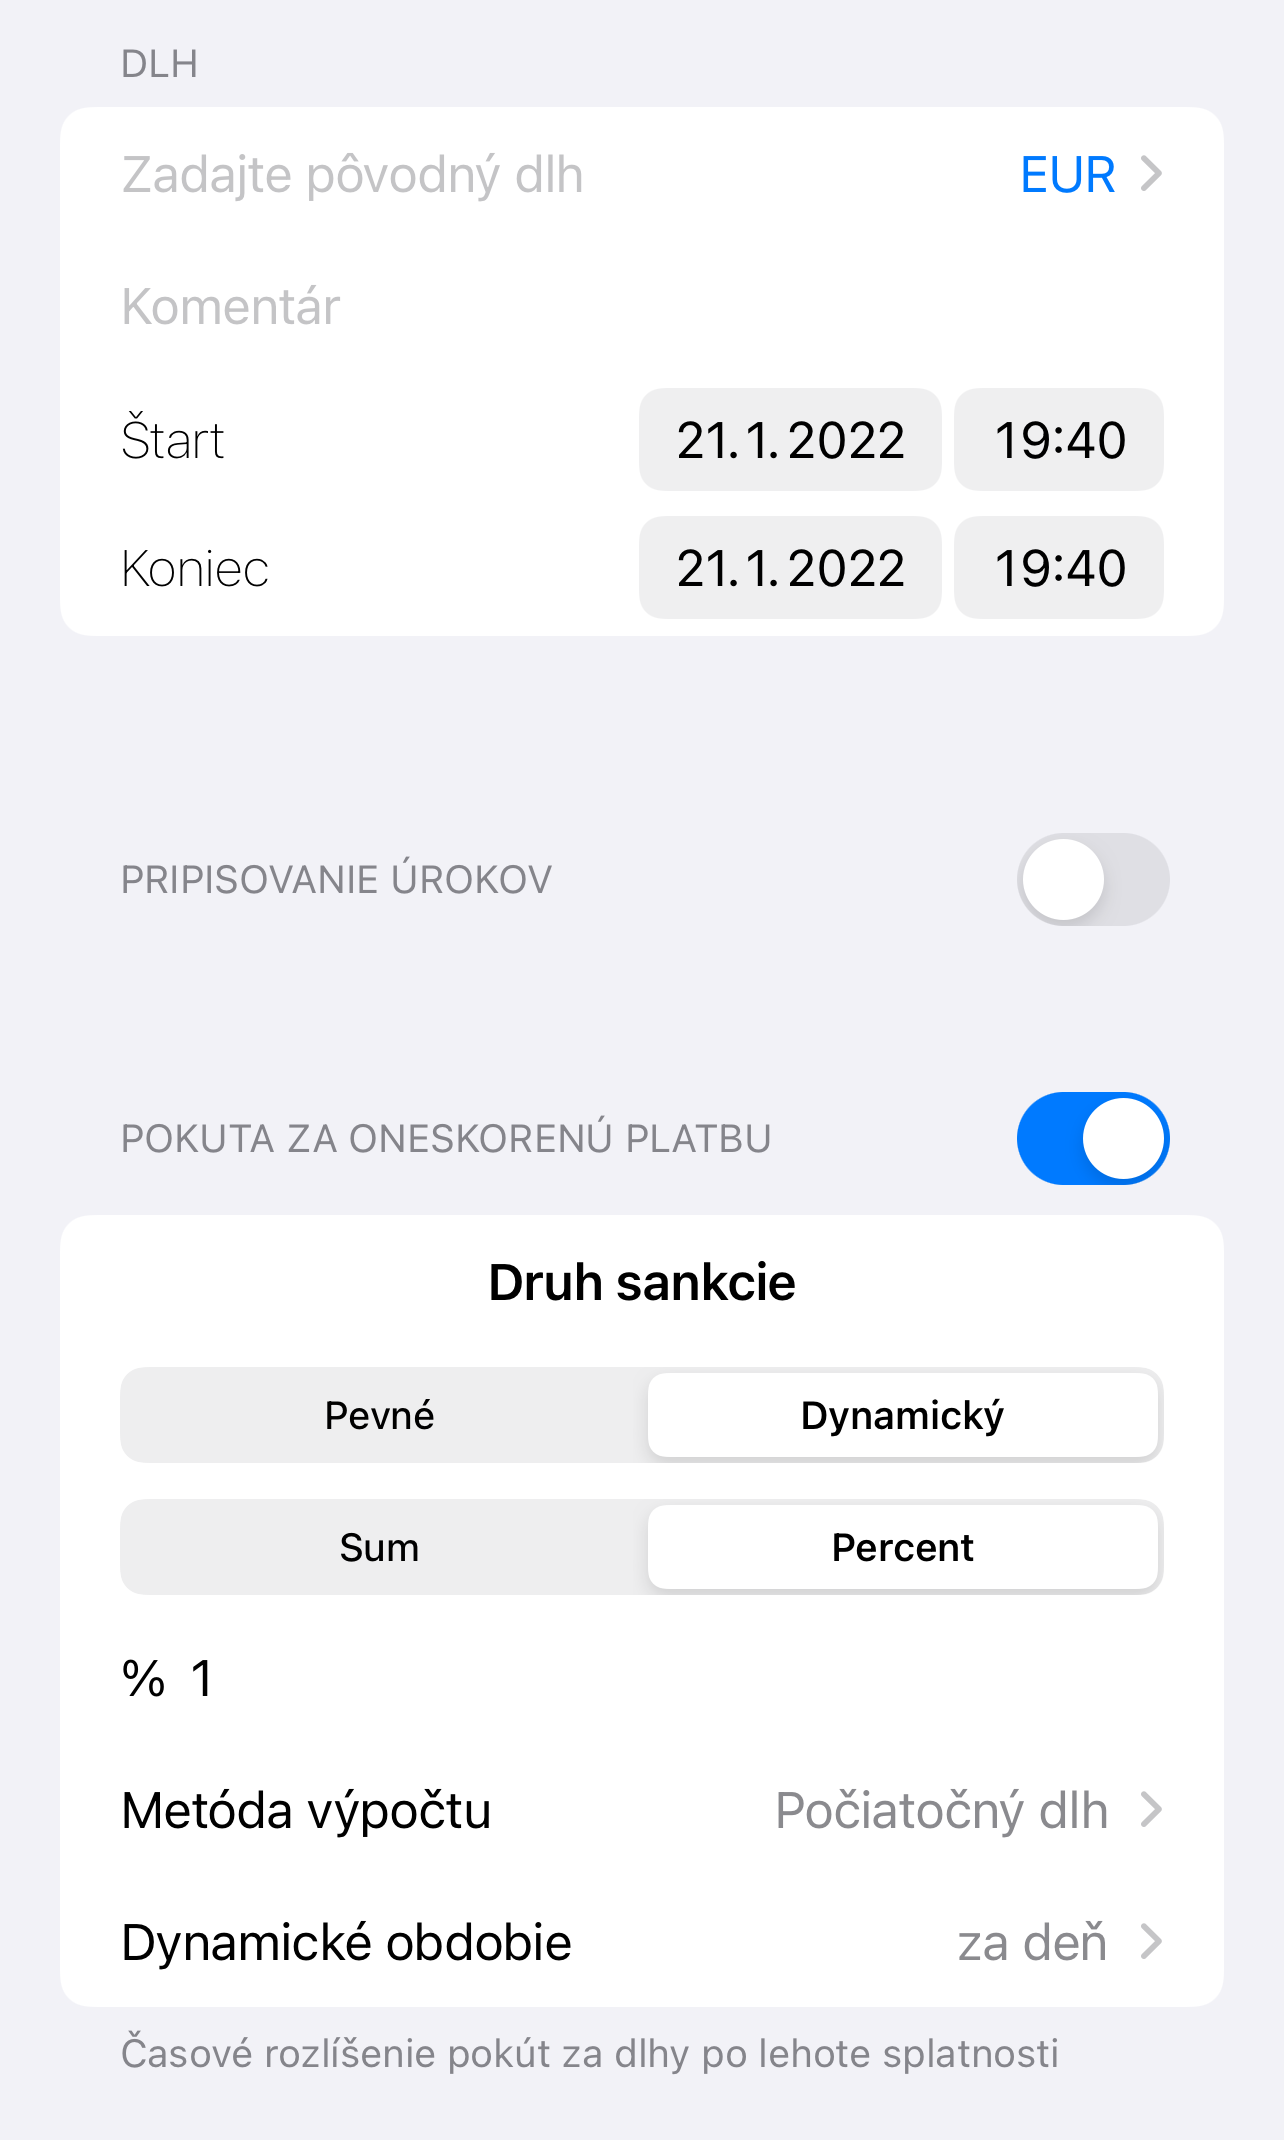 DLH
Zadajte pôvodný dlh EUR
Komentár
Štart 21. 1. 2022 19:40
Koniec 21. 1. 2022 19:40
PRIPISOVANIE ÚROKOV
POKUTA ZA ONESKORENÚ PLATBU
Druh sankcie
Pevné Dynamický
Sum Percent
% 1
Metóda výpočtu Počiatočný dlh
Dynamické obdobie za deň
Časové rozlíšenie pokút za dlhy po lehote splatnosti